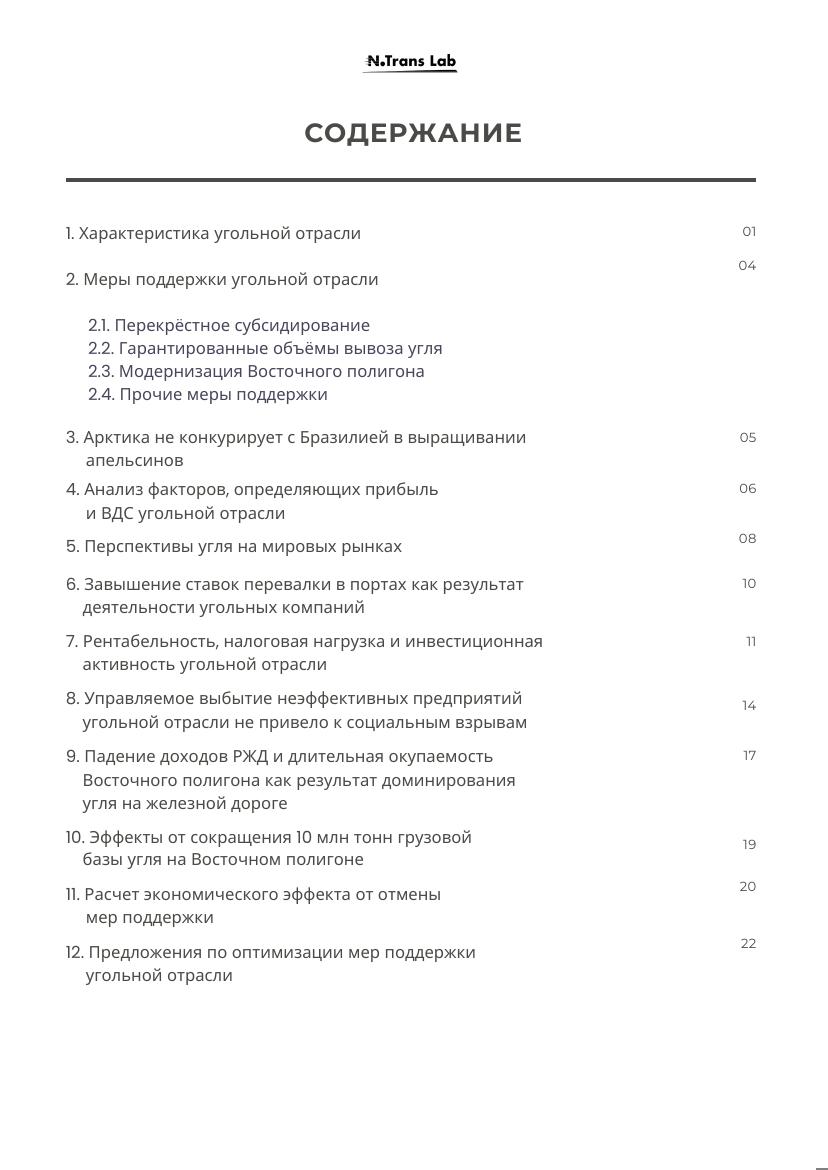 N.Trans Lab
СОДЕРЖАНИЕ
1. Характеристика угольной отрасли 01
2. Меры поддержки угольной отрасли 04
2.1. Перекрёстное субсидирование
2.2. Гарантированные объёмы вывоза угля
2.3. Модернизация Восточного полигона
2.4. Прочие меры поддержки
3. Арктика не конкурирует с Бразилией в выращивании 05
апельсинов
4. Анализ факторов, определяющих прибыль 06
и ВДС угольной отрасли
5. Перспективы угля на мировых рынках 08
6. Завышение ставок перевалки в портах как результат 10
деятельности угольных компаний
7. Рентабельность, налоговая нагрузка и инвестиционная 11
активность угольной отрасли
8. Управляемое выбытие неэффективных предприятий 14
угольной отрасли не привело к социальным взрывам
9. Падение доходов РЖД и длительная окупаемость 17
Восточного полигона как результат доминирования
угля на железной дороге
10. Эффекты от сокращения 10 млн тонн грузовой 19
базы угля на Восточном полигоне
11. Расчет экономического эффекта от отмены 20
мер поддержки
12. Предложения по оптимизации мер поддержки 22
угольной отрасли